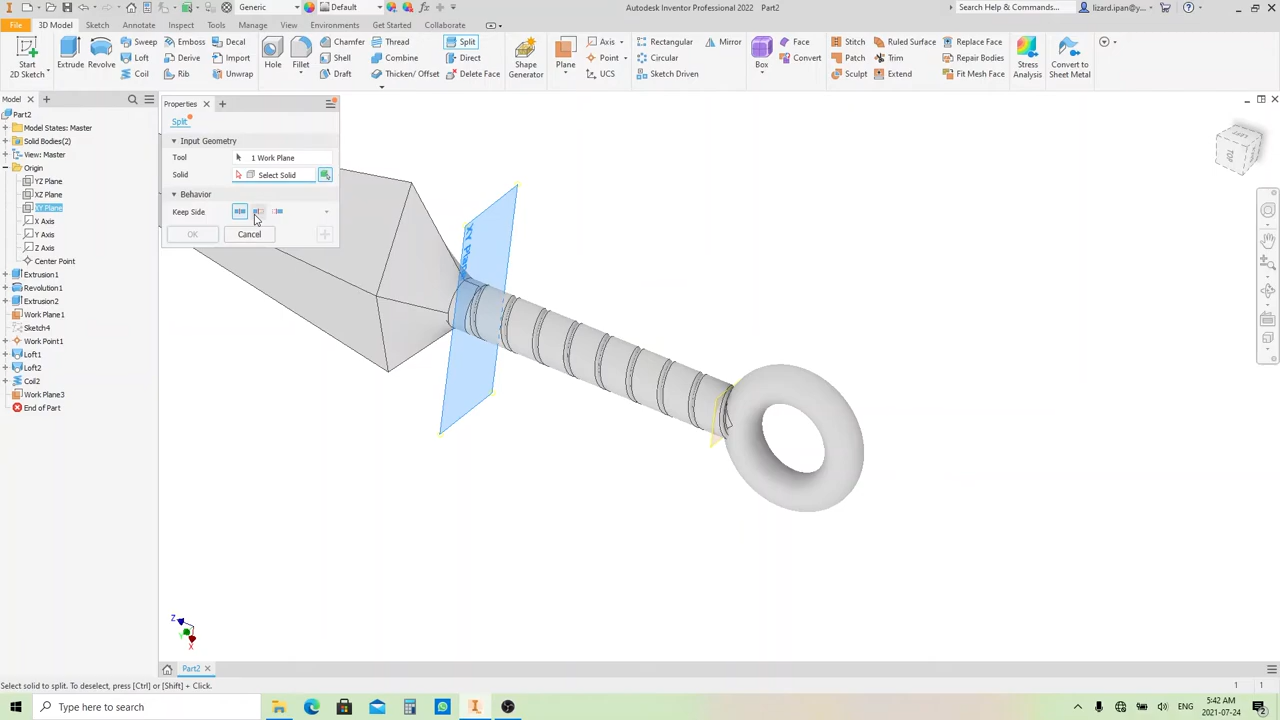 Generic
Default
Autodesk Inventor Professional 2022 Part2
Search Help & Commands...
lizard.ipan@y...
File
3D Model
Sketch
Annotate
Inspect
Tools
Manage
View
Environments
Get Started
Collaborate
Start
2D Sketch
Extrude
Revolve
Sweep
Loft
Coil
Emboss
Derive
Rib
Decal
Import
Unwrap
Hole
Fillet
Chamfer
Shell
Draft
Thread
Combine
Thicken/ Offset
Split
Direct
Delete Face
Shape
Generator
Plane
Axis
Point
UCS
Rectangular
Circular
Sketch Driven
Mirror
Box
Face
Convert
Stitch
Patch
Sculpt
Ruled Surface
Trim
Extend
Replace Face
Repair Bodies
Fit Mesh Face
Stress
Analysis
Convert to
Sheet Metal
Model
Part2
Model States: Master
Solid Bodies(2)
View: Master
Origin
YZ Plane
XZ Plane
XY Plane
X Axis
Y Axis
Z Axis
Center Point
Extrusion1
Revolution1
Extrusion2
Work Plane1
Sketch4
Work Point1
Loft1
Loft2
Coil2
Work Plane3
End of Part
Properties
Split
Input Geometry
Tool
1 Work Plane
Solid
Select Solid
Behavior
Keep Side
OK
Cancel
TOP
Z
Y
X
Part2
Select solid to split. To deselect, press [Ctrl] or [Shift] + Click.
1
1
Type here to search
ENG
5:42 AM
2021-07-24
2